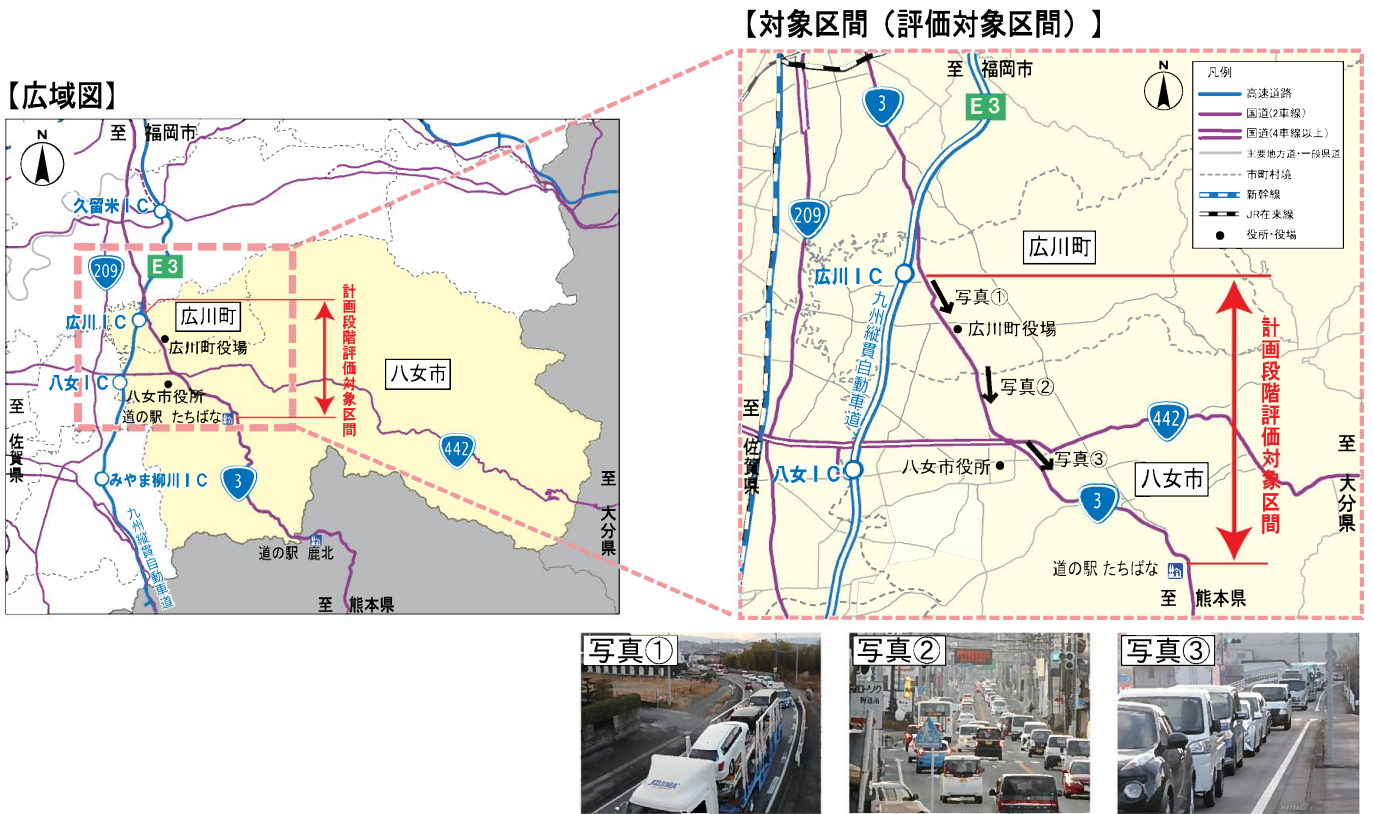 【対象区間（評価対象区間）】
【広域図】
N
至 福岡市
久留米ＩＣ
209
E3
広川ＩＣ
広川町
広川町役場
八女ＩＣ
八女市役所
道の駅 たちばな
計画段階評価対象区間
八女市
至 佐賀県
442
3
みやま柳川ＩＣ
九州縦貫自動車道
道の駅 鹿北
至 大分県
至 熊本県
至 福岡市
N
3
E3
209
凡例
高速道路
国道(2車線)
国道(4車線以上)
主要地方道・一般県道
市町村境
新幹線
JR在来線
役所・役場
広川町
広川ＩＣ
写真①
広川町役場
九州縦貫自動車道
写真②
計画段階評価対象区間
442
至 佐賀県
八女ＩＣ
八女市役所
写真③
八女市
至 大分県
3
道の駅 たちばな
至 熊本県
写真①
KOJIMA
写真②
ローソン
写真③